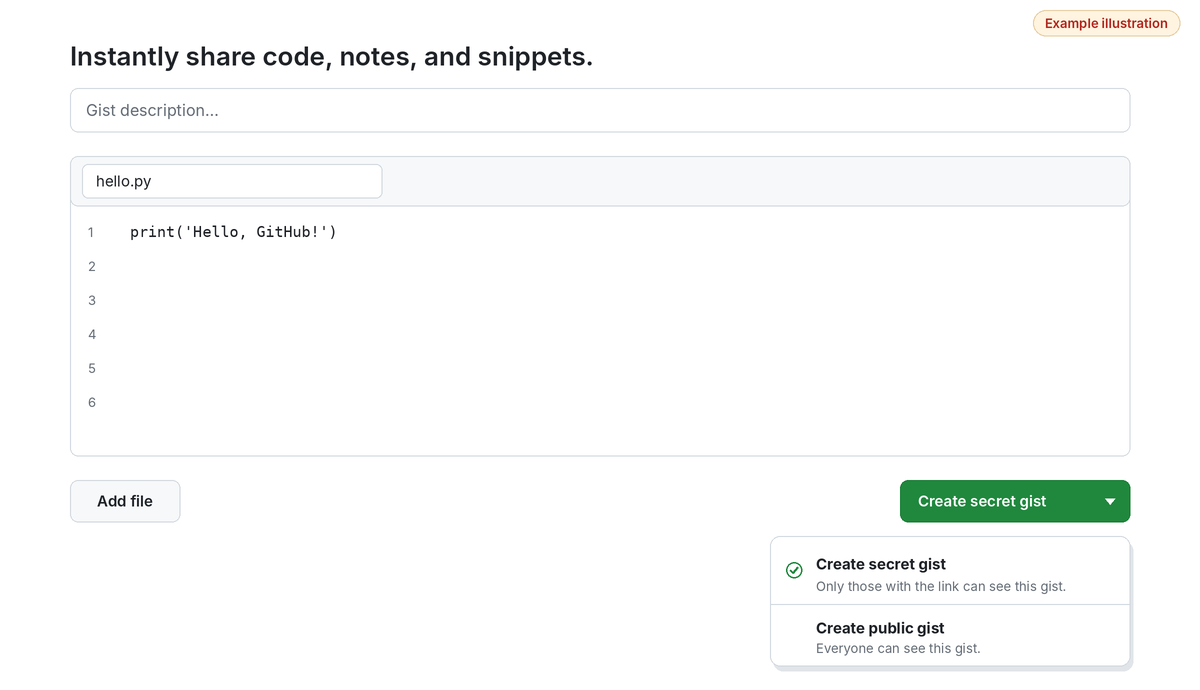 Example illustration
Instantly share code, notes, and snippets.
Gist description...
hello.py
1 print('Hello, GitHub!')
2
3
4
5
6
Add file
Create secret gist
Create secret gist
Only those with the link can see this gist.
Create public gist
Everyone can see this gist.